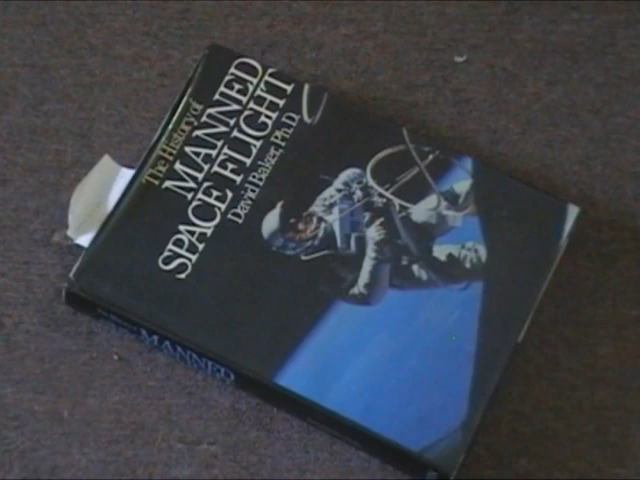 The History of
MANNED
SPACE FLIGHT
David Baker, Ph.D.
MANNED